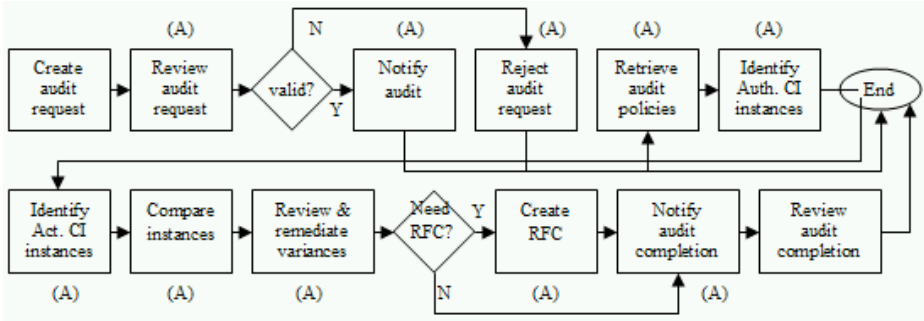 (A)
N
(A)
(A)
(A)
(A)
Create
audit
request
Review
audit
request
valid?
Y
Notify
audit
Reject
audit
request
Retrieve
audit
policies
Identify
Auth. CI
instances
End
Identify
Act. CI
instances
Compare
instances
Review &
remediate
variances
Need
RFC?
Y
Create
RFC
Notify
audit
completion
Review
audit
completion
(A)
(A)
(A)
N
(A)
(A)